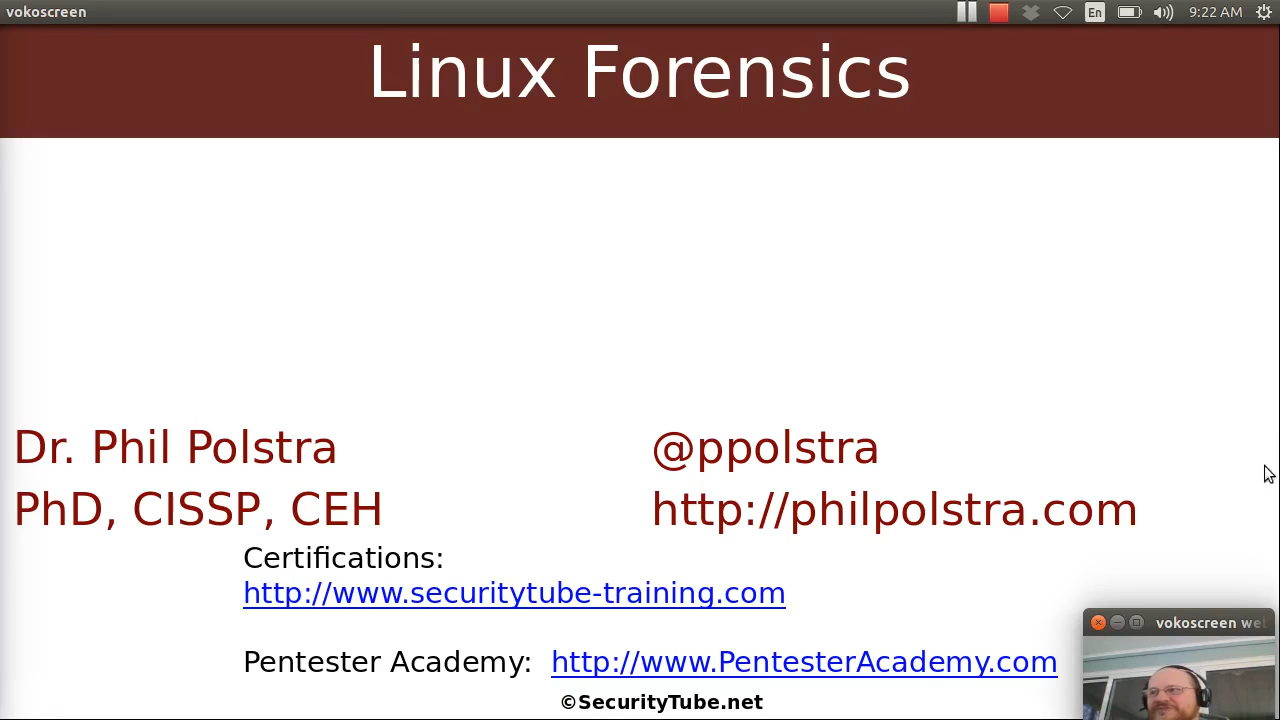 vokoscreen
En
9:22 AM
Linux Forensics
Dr. Phil Polstra
@ppolstra
PhD, CISSP, CEH
http://philpolstra.com
Certifications:
http://www.securitytube-training.com
Pentester Academy: http://www.PentesterAcademy.com
©SecurityTube.net
vokoscreen